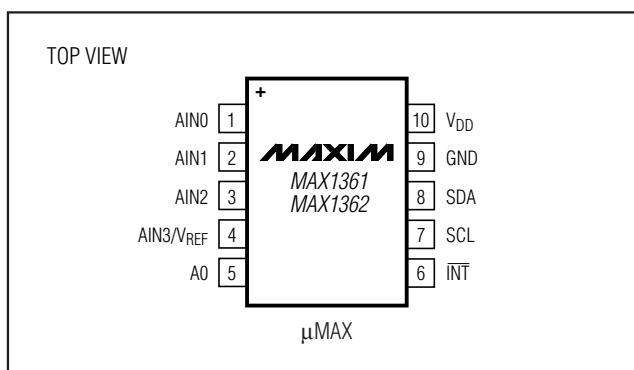 TOP VIEW
+
AIN0 1
AIN1 2
AIN2 3
AIN3/VREF 4
A0 5
MAXIM
MAX1361
MAX1362
10 VDD
9 GND
8 SDA
7 SCL
6 I̅N̅T̅
µMAX